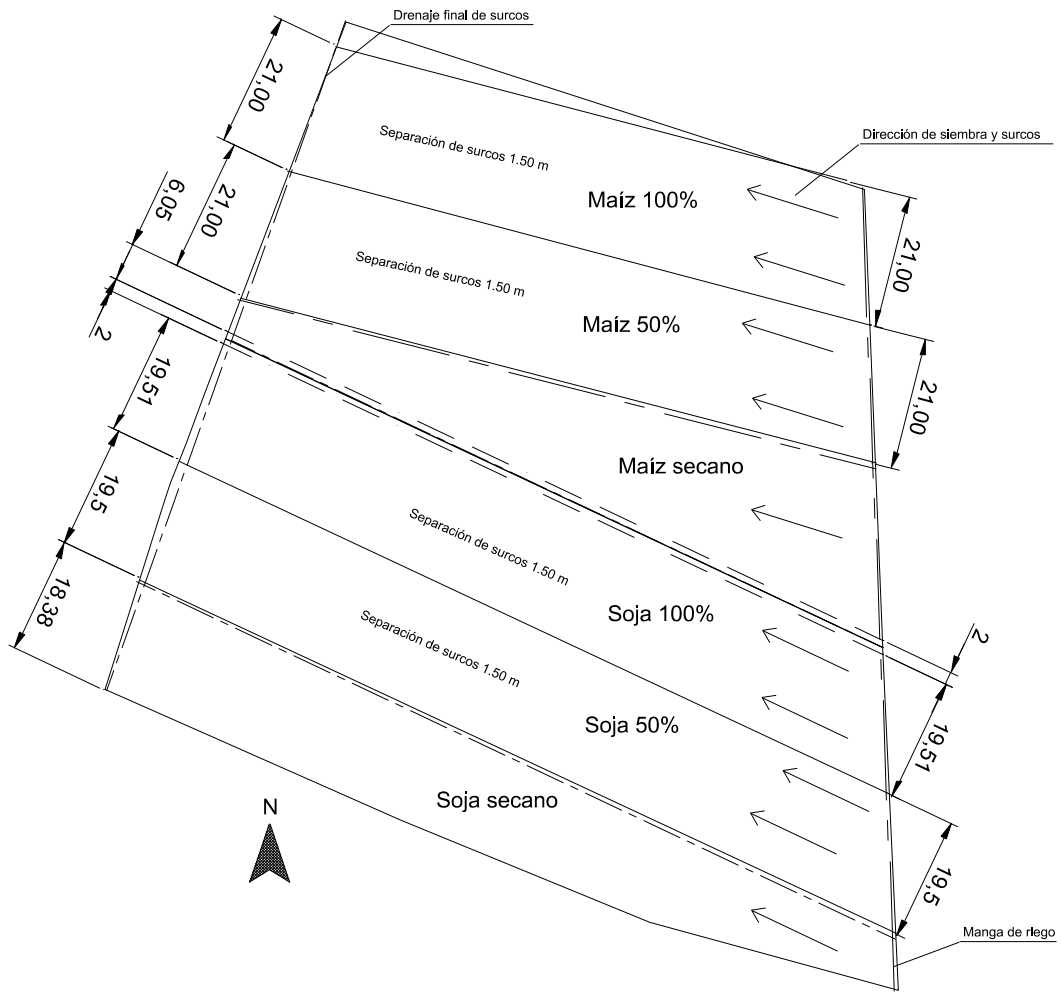 Drenaje final de surcos
21,00
Separación de surcos 1.50 m
Dirección de siembra y surcos
Maíz 100%
21,00
6,05
21,00
Separación de surcos 1.50 m
Maíz 50%
2
21,00
19,51
Maíz secano
19,5
Separación de surcos 1.50 m
18,38
Soja 100%
2
Separación de surcos 1.50 m
Soja 50%
19,51
Soja secano
N
19,5
Manga de riego